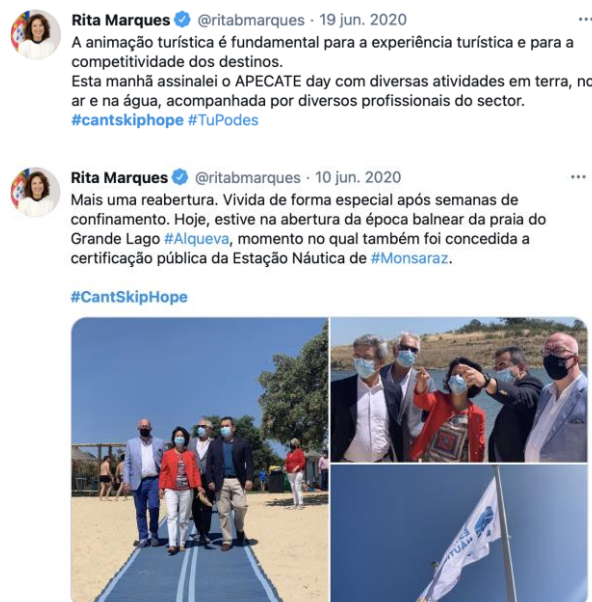 Rita Marques @ritabmarques · 19 jun. 2020
A animação turística é fundamental para a experiência turística e para a
competitividade dos destinos.
Esta manhã assinalei o APECATE day com diversas atividades em terra, no
ar e na água, acompanhada por diversos profissionais do sector.
#cantskiphope #TuPodes
Rita Marques @ritabmarques · 10 jun. 2020
Mais uma reabertura. Vivida de forma especial após semanas de
confinamento. Hoje, estive na abertura da época balnear da praia do
Grande Lago #Alqueva, momento no qual também foi concedida a
certificação pública da Estação Náutica de #Monsaraz.
#CantSkipHope